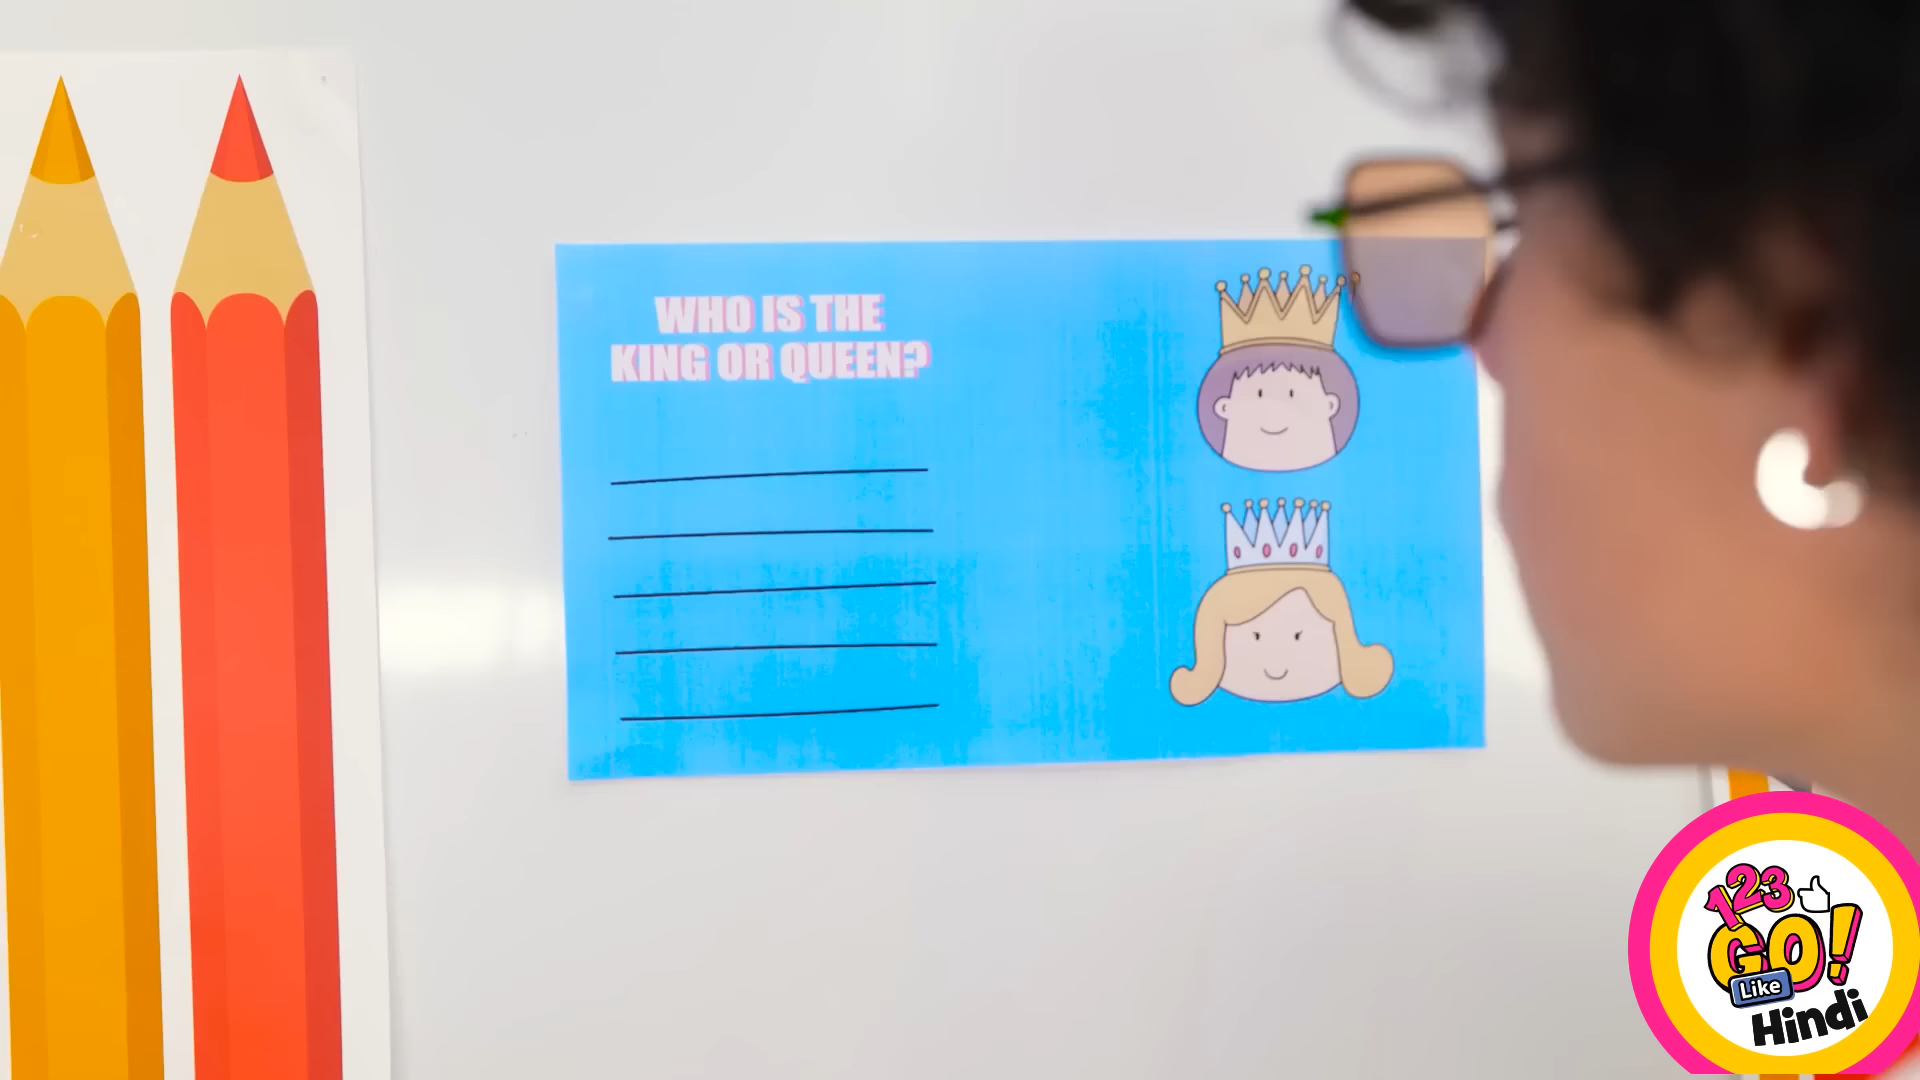 WHO IS THE
KING OR QUEEN?
123
GO!
Like
Hindi